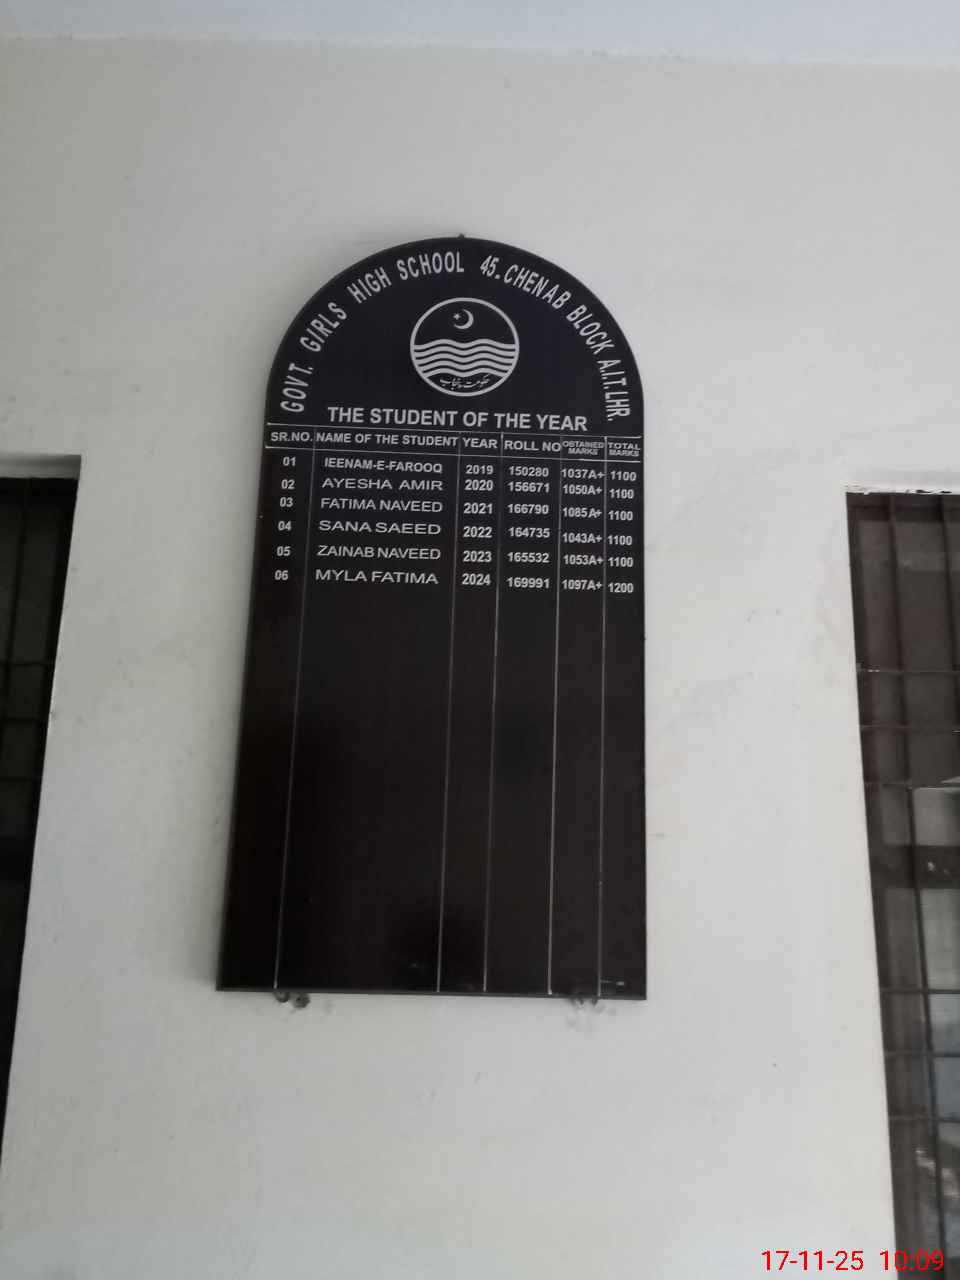 GOVT. GIRLS HIGH SCHOOL 45. CHENAB BLOCK A.I.T.LHR.
حکومت پنجاب
THE STUDENT OF THE YEAR
SR.NO. NAME OF THE STUDENT YEAR ROLL NO OBTAINED MARKS TOTAL MARKS
01 IEENAM-E-FAROOQ 2019 150280 1037A+ 1100
02 AYESHA AMIR 2020 156671 1050A+ 1100
03 FATIMA NAVEED 2021 166790 1085A+ 1100
04 SANA SAEED 2022 164735 1043A+ 1100
05 ZAINAB NAVEED 2023 165532 1053A+ 1100
06 MYLA FATIMA 2024 169991 1097A+ 1200
17-11-25 10:09